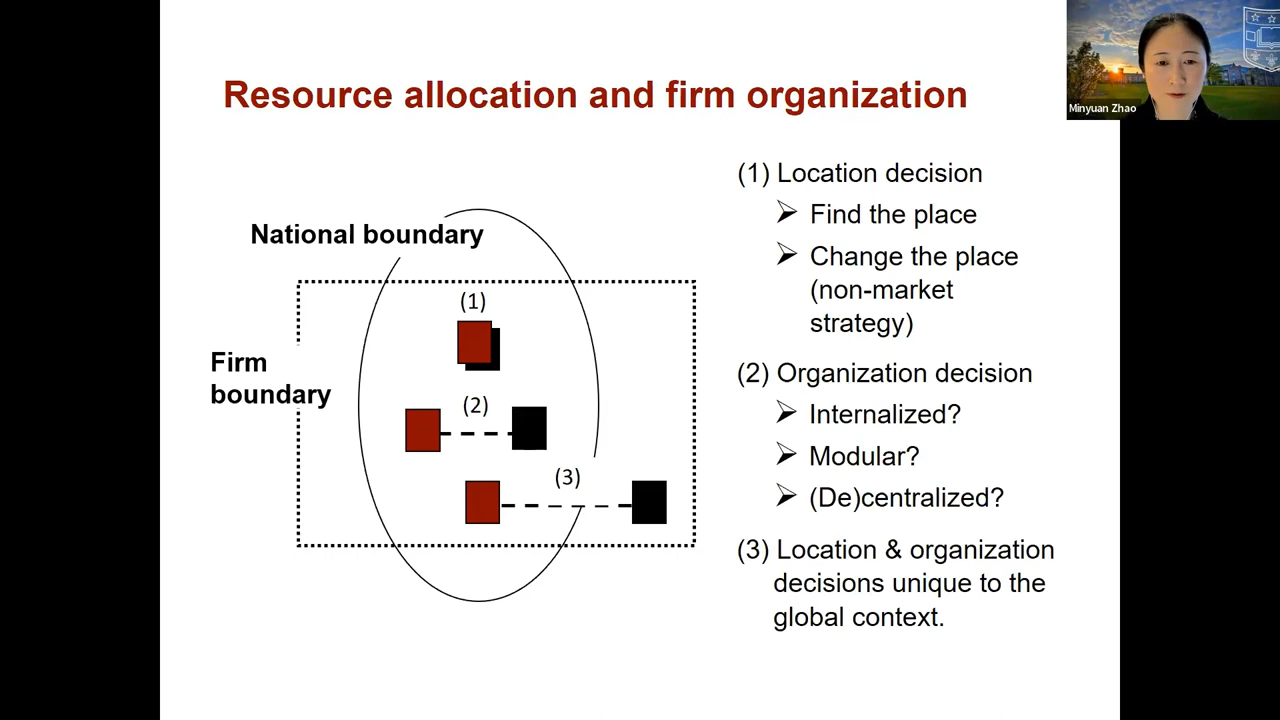 Resource allocation and firm organization
Minyuan Zhao
National boundary
Firm
boundary
(1)
(2)
(3)
(1) Location decision
➢ Find the place
➢ Change the place
(non-market
strategy)
(2) Organization decision
➢ Internalized?
➢ Modular?
➢ (De)centralized?
(3) Location & organization
decisions unique to the
global context.